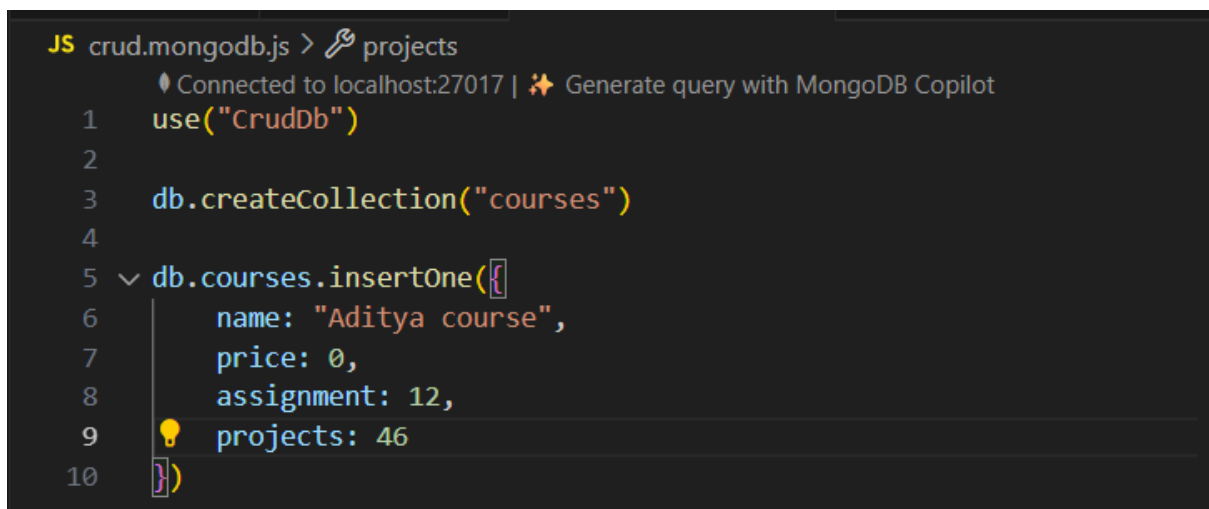 JS crud.mongodb.js > projects
Connected to localhost:27017 | Generate query with MongoDB Copilot
1 use("CrudDb")
2
3 db.createCollection("courses")
4
5 db.courses.insertOne({
6 name: "Aditya course",
7 price: 0,
8 assignment: 12,
9 projects: 46
10 })